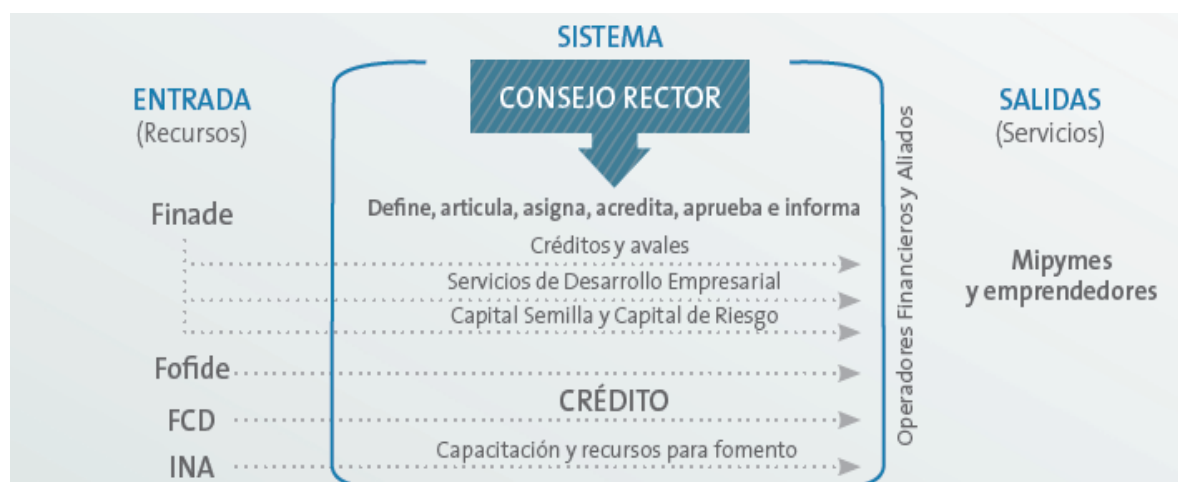 SISTEMA
ENTRADA
(Recursos)
CONSEJO RECTOR
SALIDAS
(Servicios)
Finade
Define, articula, asigna, acredita, aprueba e informa
Créditos y avales
Servicios de Desarrollo Empresarial
Capital Semilla y Capital de Riesgo
Fofide
FCD
CRÉDITO
INA
Capacitación y recursos para fomento
Operadores Financieros y Aliados
Mipymes
y emprendedores